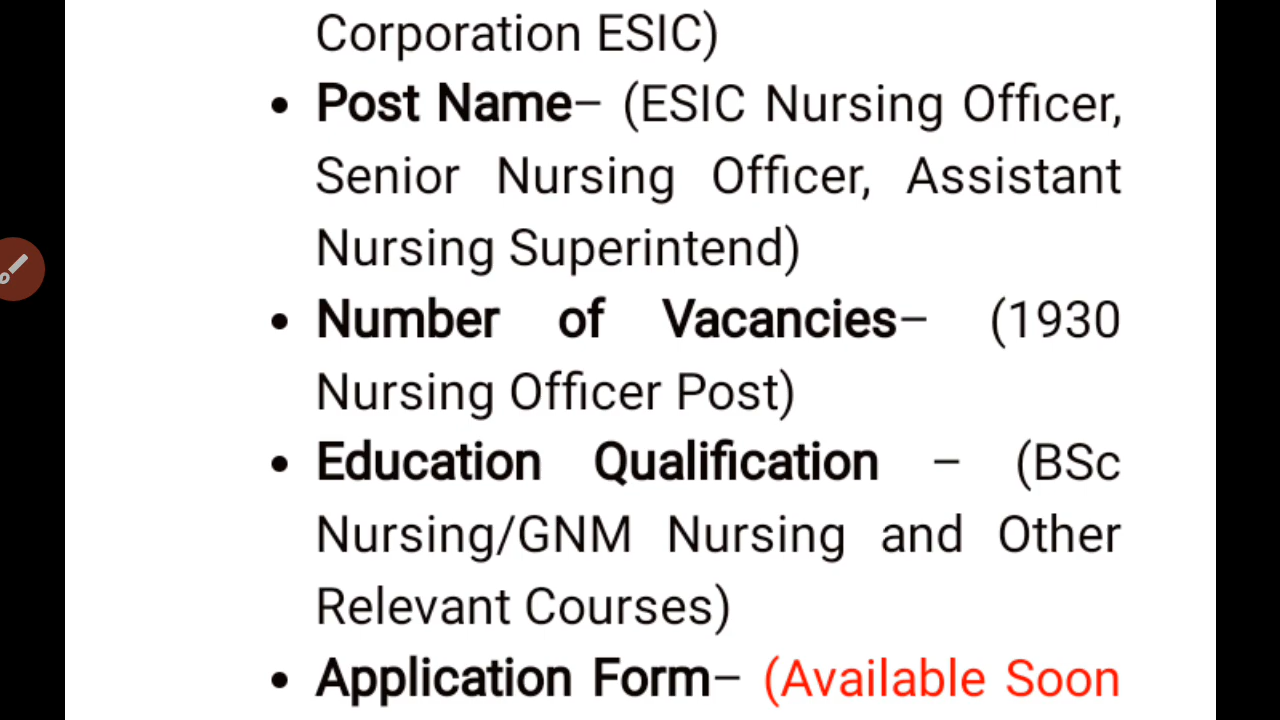 Corporation ESIC)
• Post Name– (ESIC Nursing Officer,
Senior Nursing Officer, Assistant
Nursing Superintend)
• Number of Vacancies– (1930
Nursing Officer Post)
• Education Qualification – (BSc
Nursing/GNM Nursing and Other
Relevant Courses)
• Application Form– (Available Soon